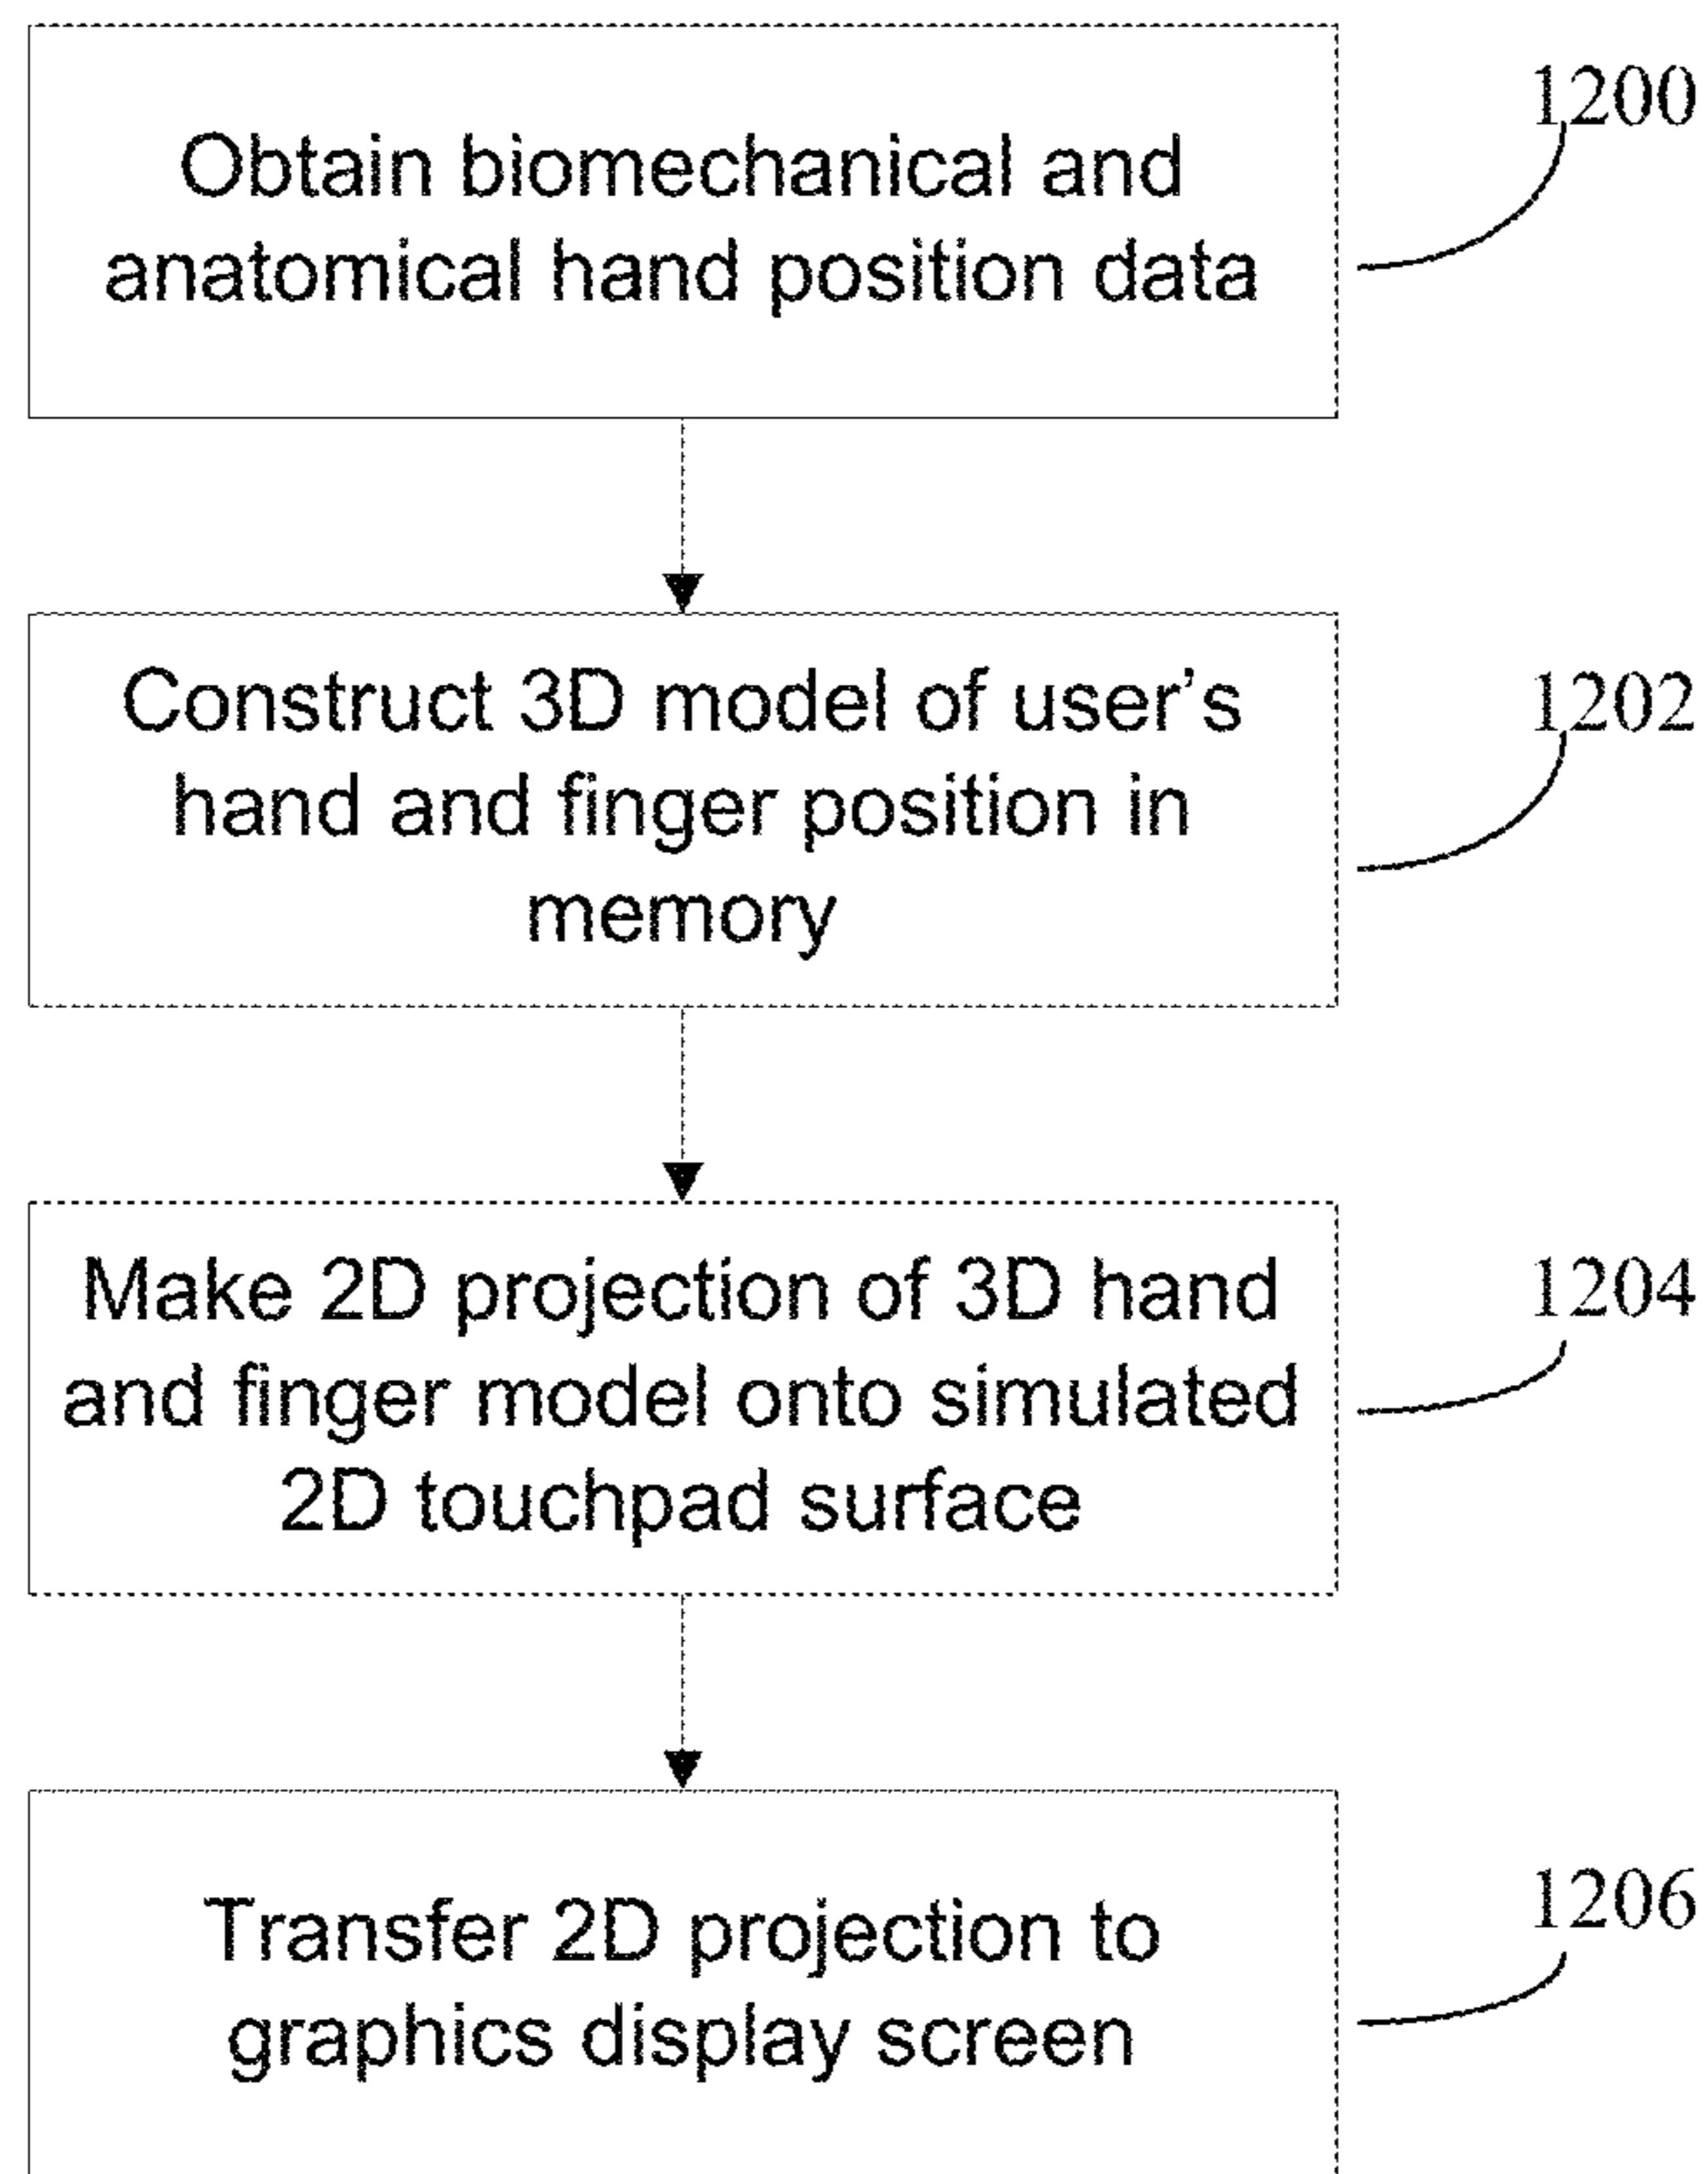 Obtain biomechanical and
anatomical hand position data
1200
Construct 3D model of user’s
hand and finger position in
memory
1202
Make 2D projection of 3D hand
and finger model onto simulated
2D touchpad surface
1204
Transfer 2D projection to
graphics display screen
1206